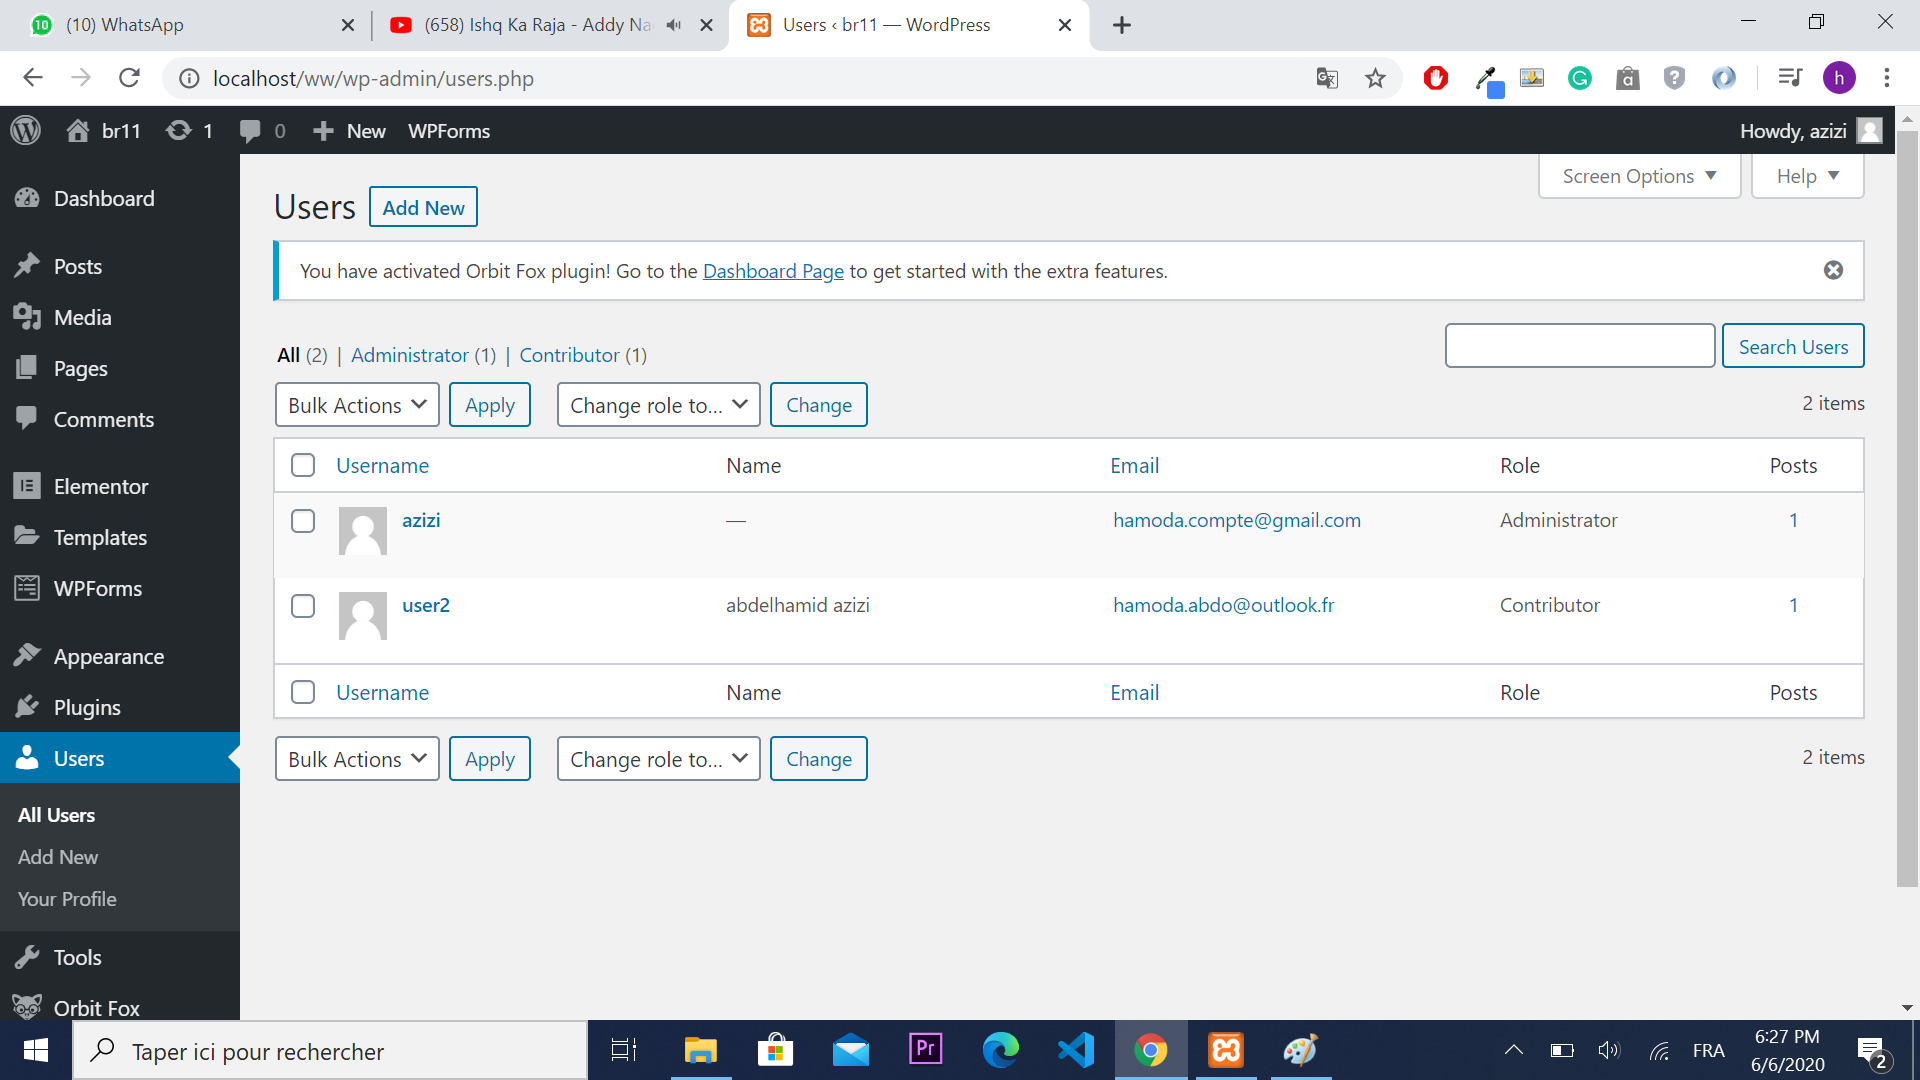 10 (10) WhatsApp
(658) Ishq Ka Raja - Addy Na
Users ‹ br11 — WordPress
localhost/ww/wp-admin/users.php
h
br11 1 0 New WPForms Howdy, azizi
Screen Options Help
Users Add New
You have activated Orbit Fox plugin! Go to the Dashboard Page to get started with the extra features.
Search Users
All (2) | Administrator (1) | Contributor (1)
Bulk Actions Apply Change role to... Change 2 items
Username Name Email Role Posts
azizi — hamoda.compte@gmail.com Administrator 1
user2 abdelhamid azizi hamoda.abdo@outlook.fr Contributor 1
Username Name Email Role Posts
Bulk Actions Apply Change role to... Change 2 items
Dashboard
Posts
Media
Pages
Comments
Elementor
Templates
WPForms
Appearance
Plugins
Users
All Users
Add New
Your Profile
Tools
Orbit Fox
Taper ici pour rechercher
Pr
FRA
6:27 PM
6/6/2020
2